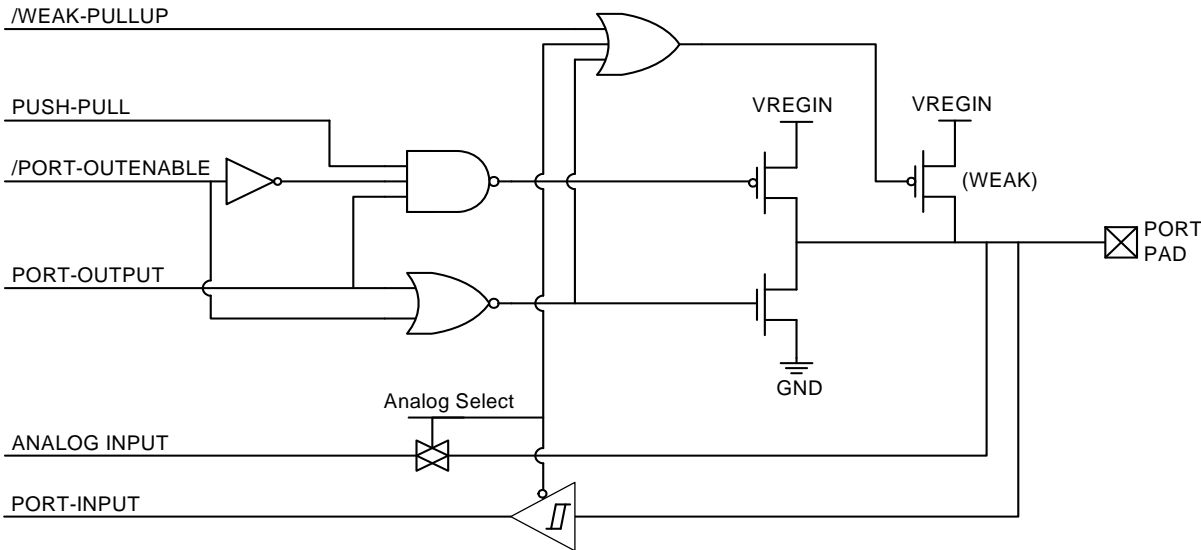 /WEAK-PULLUP
PUSH-PULL
VREGIN
VREGIN
/PORT-OUTENABLE
(WEAK)
PORT
PAD
PORT-OUTPUT
GND
Analog Select
ANALOG INPUT
PORT-INPUT